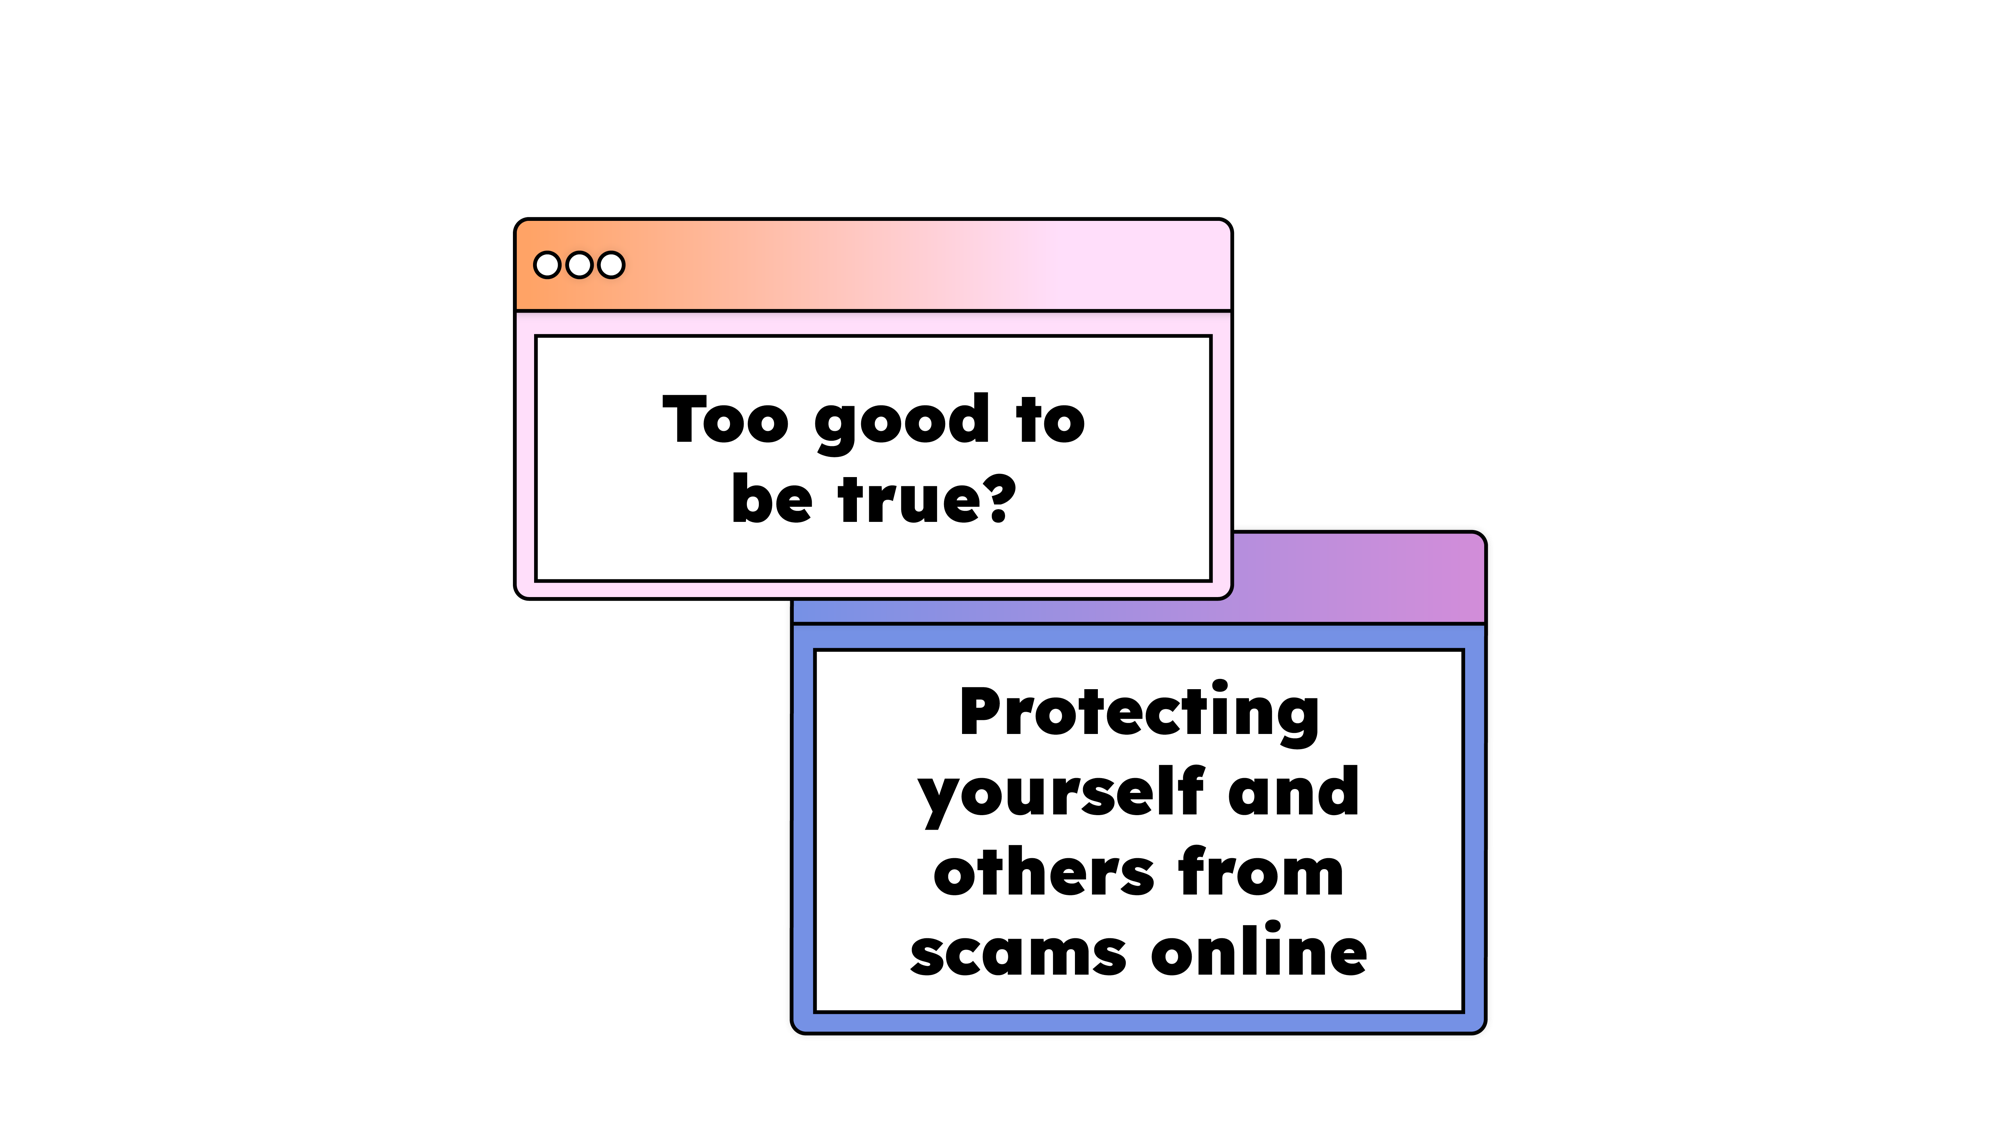 Too good to
be true?
Protecting
yourself and
others from
scams online